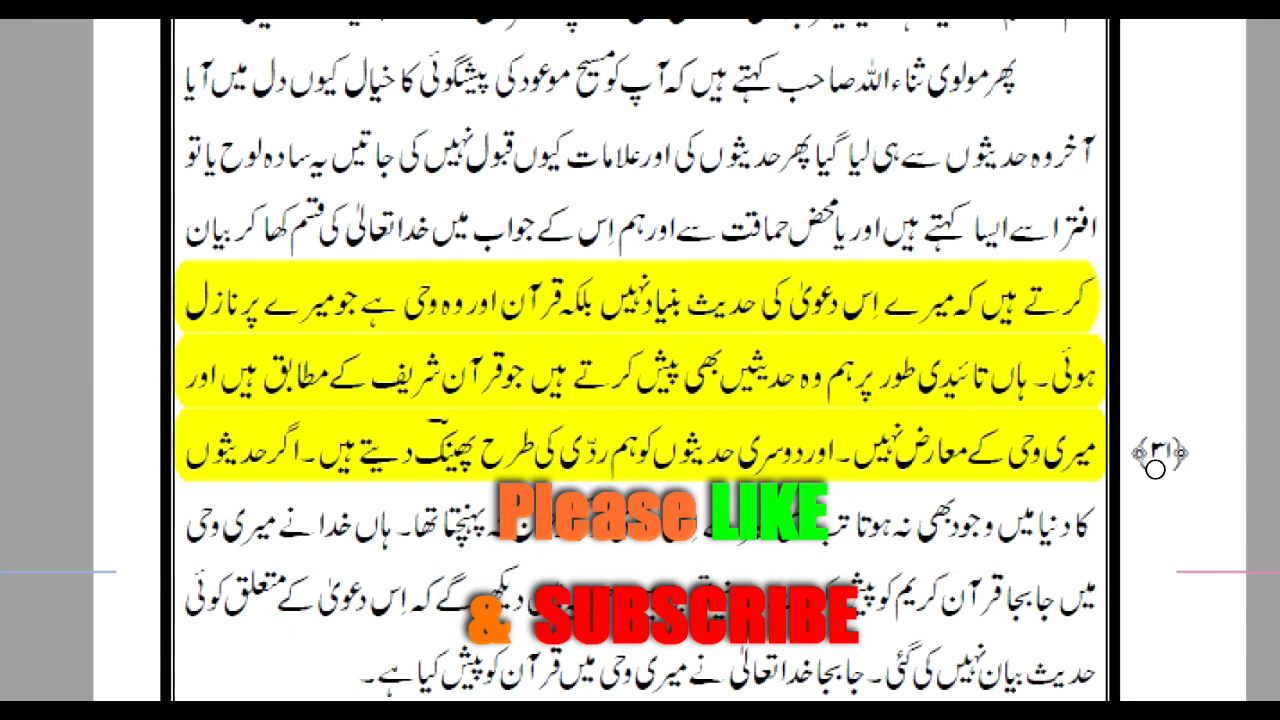 پھر مولوی ثناء اللہ صاحب کہتے ہیں کہ آپ کو مسیح موعود کی پیشگوئی کا خیال کیوں دل میں آیا
آخر وہ حدیثوں سے ہی لیا گیا پھر حدیثوں کی اور علامات کیوں قبول نہیں کی جاتیں یہ سادہ لوح یا تو
افترا سے ایسا کہتے ہیں اور یا محض حماقت سے اور ہم اِس کے جواب میں خدا تعالیٰ کی قسم کھا کر بیان
کرتے ہیں کہ میرے اِس دعویٰ کی حدیث بنیاد نہیں بلکہ قرآن اور وہ وحی ہے جو میرے پر نازل
ہوئی۔ ہاں تائیدی طور پر ہم وہ حدیثیں بھی پیش کرتے ہیں جو قرآن شریف کے مطابق ہیں اور
میری وحی کے معارض نہیں۔ اور دوسری حدیثوں کو ہم ردّی کی طرح پھینک دیتے ہیں۔ اگر حدیثوں
﴿۳۱﴾
کا دنیا میں وجود بھی نہ ہوتا تب نہ پہنچتا تھا۔ ہاں خدا نے میری وحی
Please LIKE
میں جابجا قرآن کریم کو دیکھو گے کہ اِس دعویٰ کے متعلق کوئی
& SUBSCRIBE
حدیث بیان نہیں کی گئی۔ جابجا خدا تعالیٰ نے میری وحی میں قرآن کو پیش کیا ہے۔